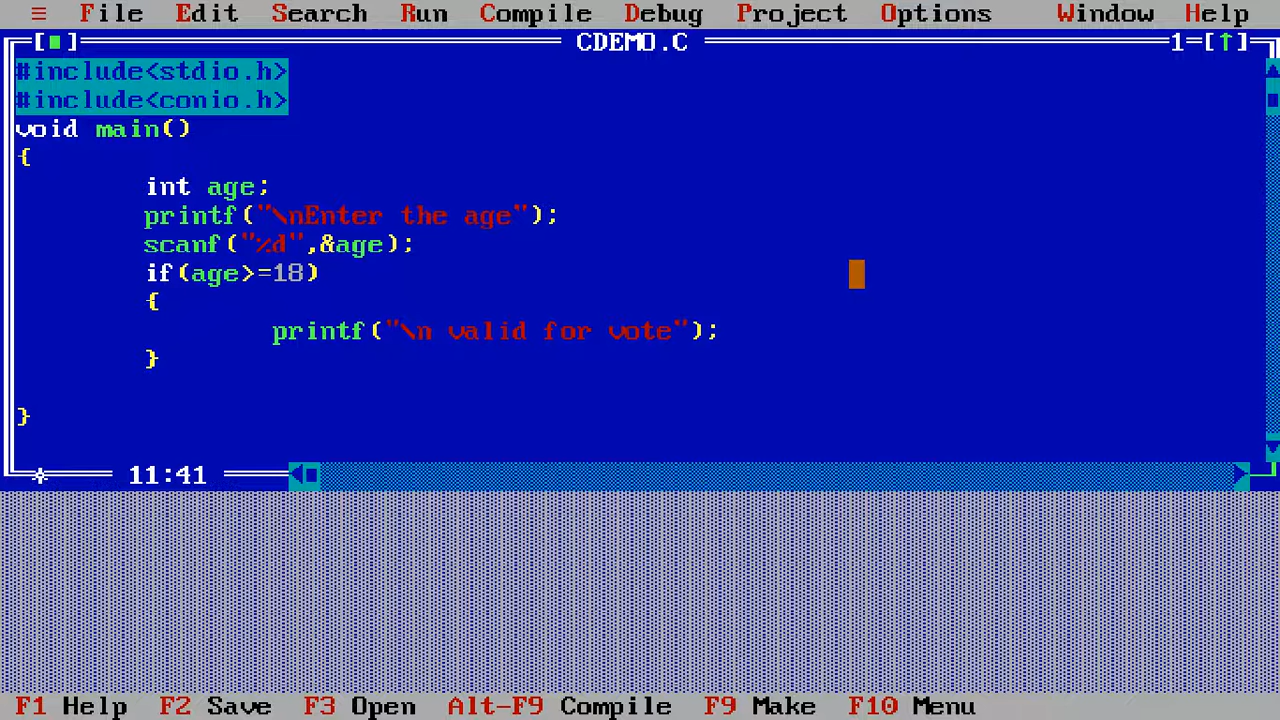 ≡ File Edit Search Run Compile Debug Project Options Window Help
[■] CDEMO.C 1=[↑]
#include<stdio.h>
#include<conio.h>
void main()
{
int age;
printf("\nEnter the age");
scanf("%d",&age);
if(age>=18)
{
printf("\n valid for vote");
}
}
11:41
F1 Help F2 Save F3 Open Alt-F9 Compile F9 Make F10 Menu